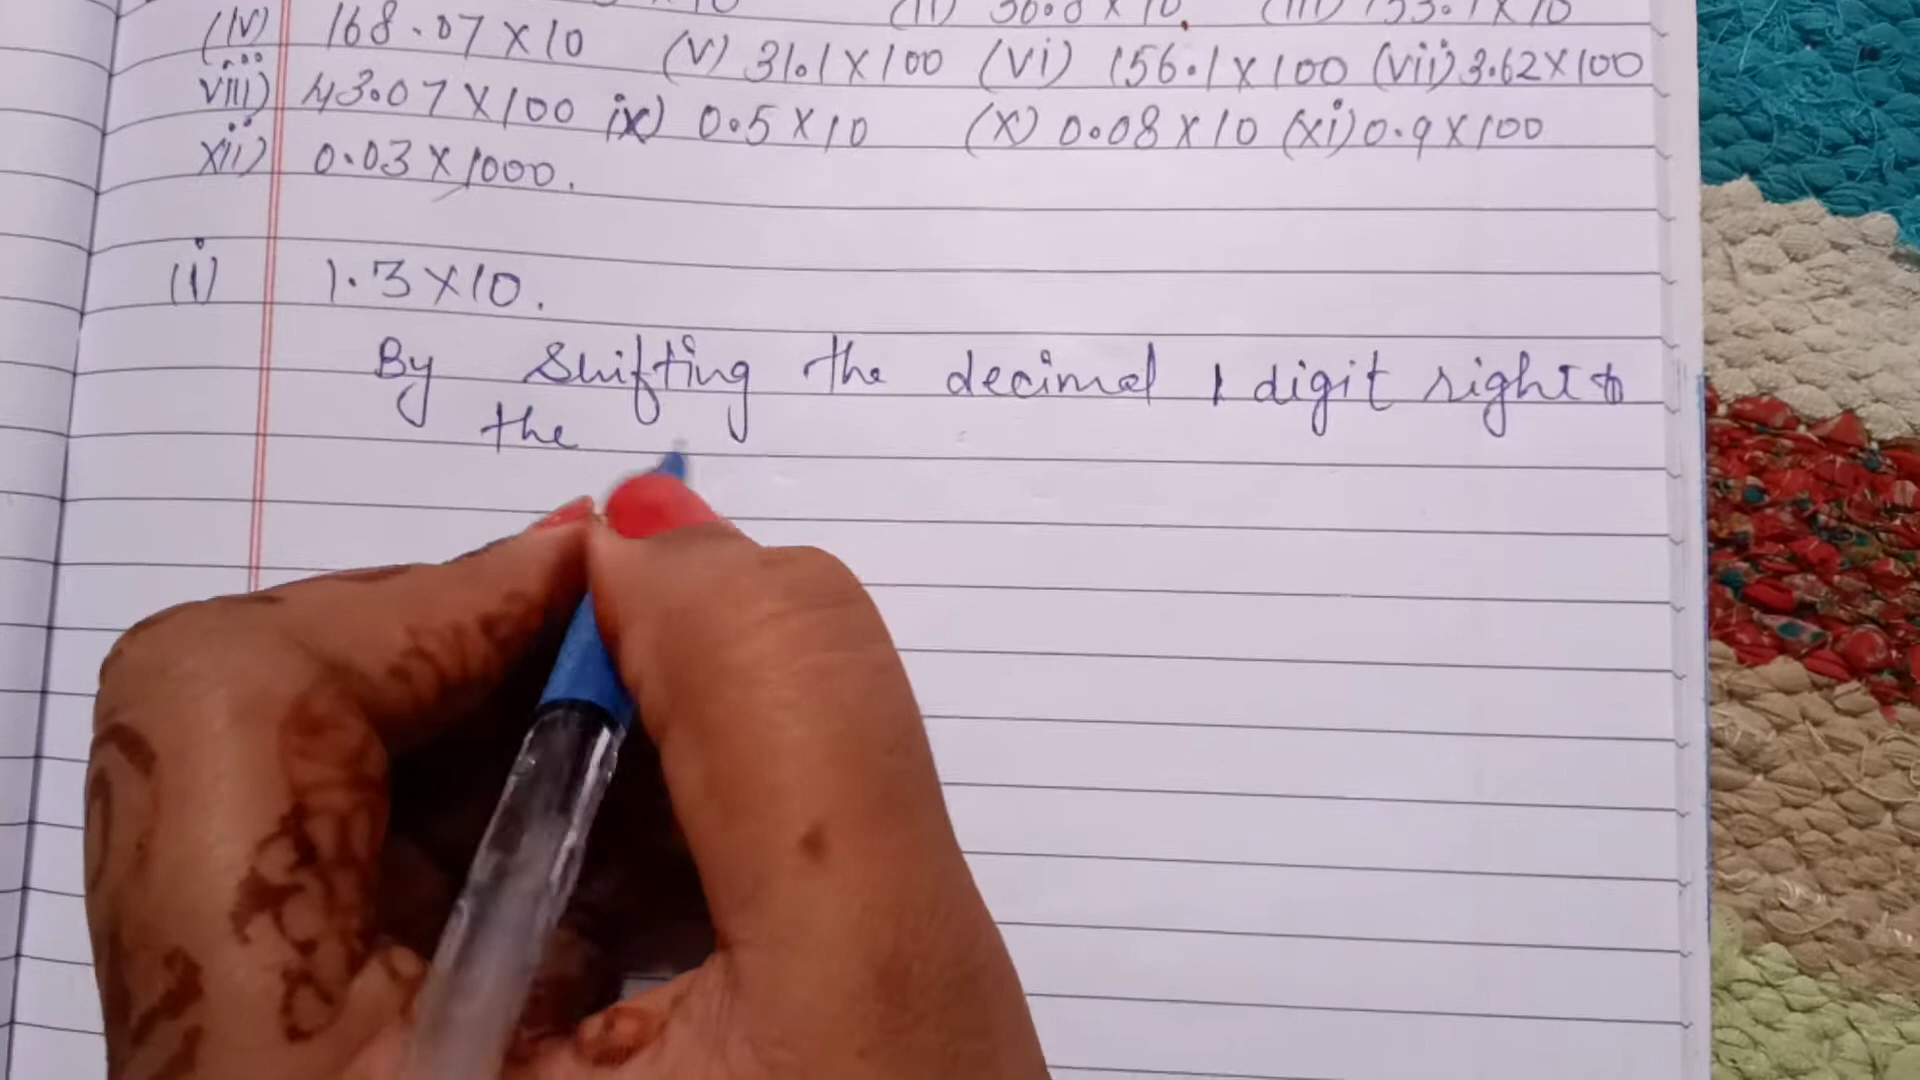 (iv) 168.07 X 10 (v) 31.1 X 100 (vi) 156.1 X 100 (vii) 3.62 X 100
viii) 43.07 X 100 ix) 0.5 X 10 (x) 0.08 X 10 (xi) 0.9 X 100
xii) 0.03 X 1000.
(i) 1.3 X 10.
By shifting the decimal 1 digit right to
the